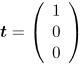 t = ( 1
0
0 )